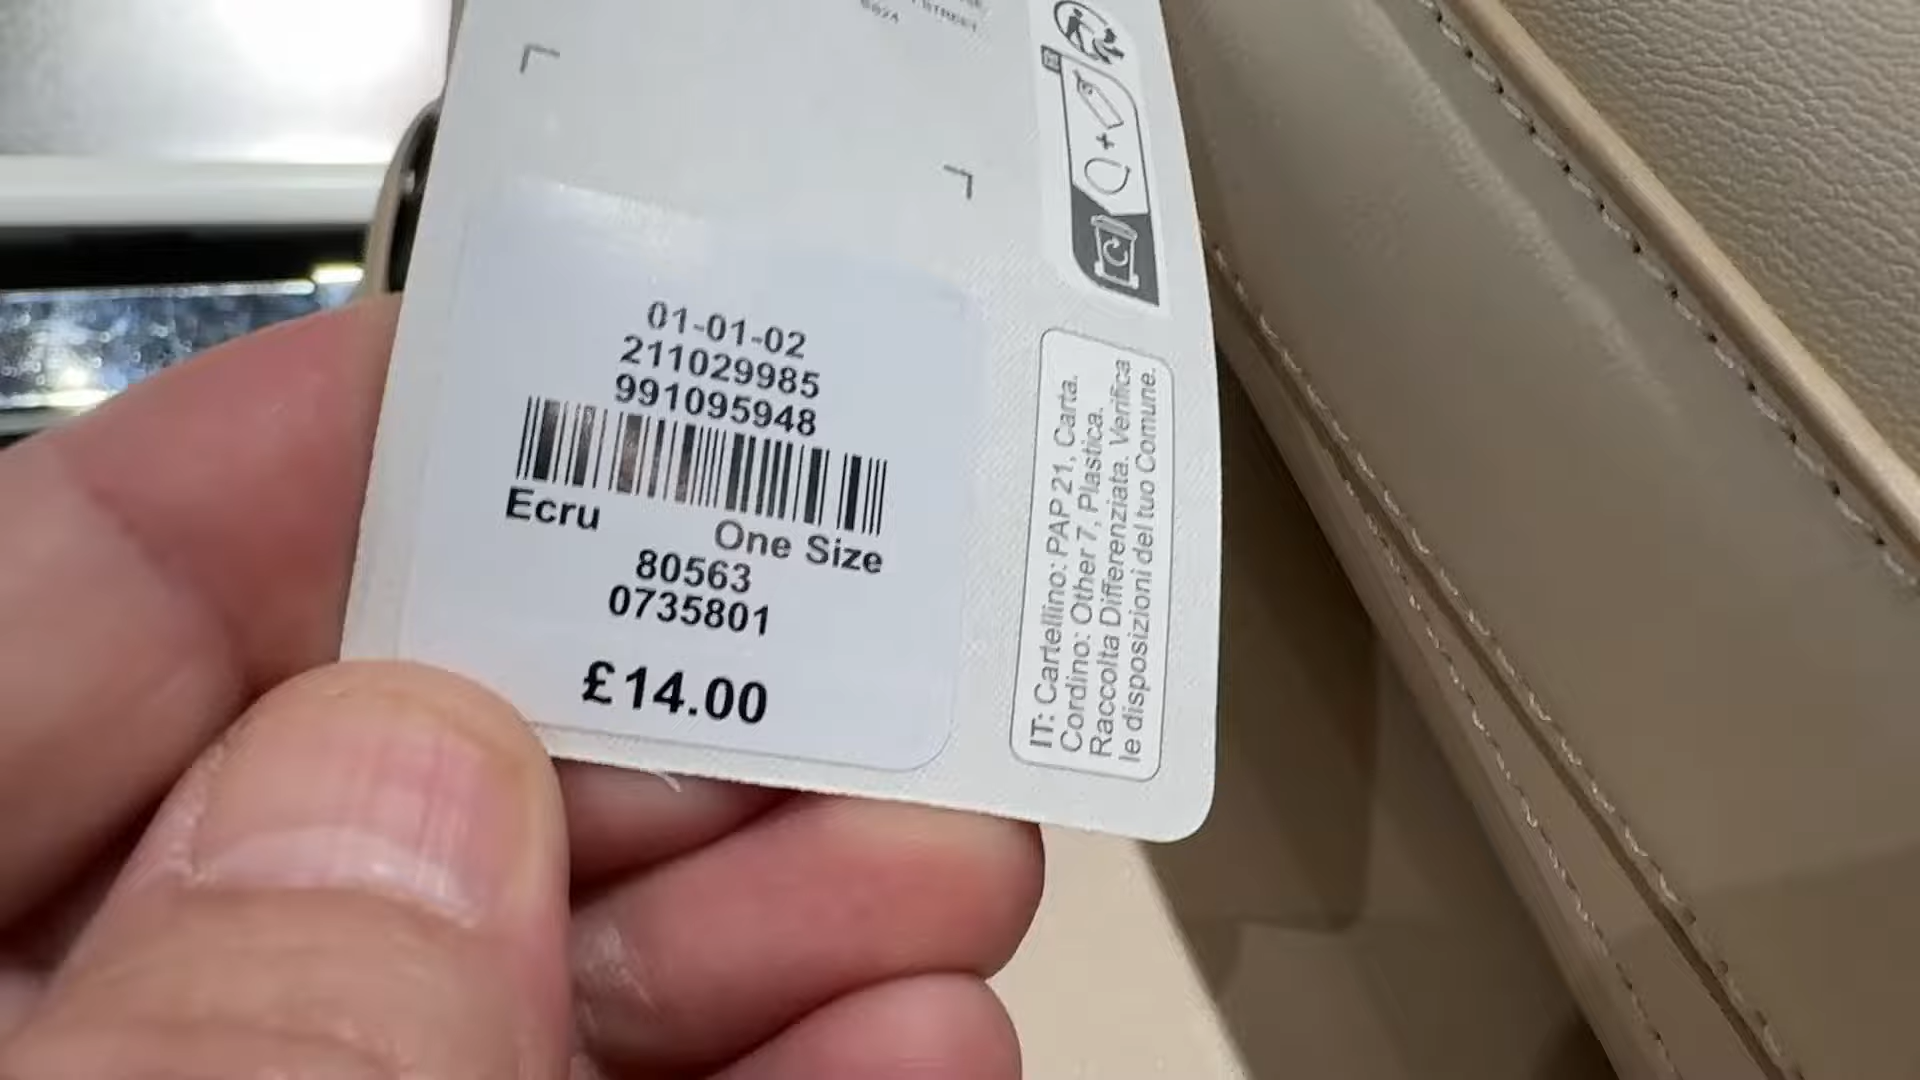 STREET
01-01-02
211029985
991095948
Ecru
One Size
80563
0735801
£14.00
IT: Cartellino: PAP 21, Carta.
Cordino: Other 7, Plastica.
Raccolta Differenziata. Verifica
le disposizioni del tuo Comune.